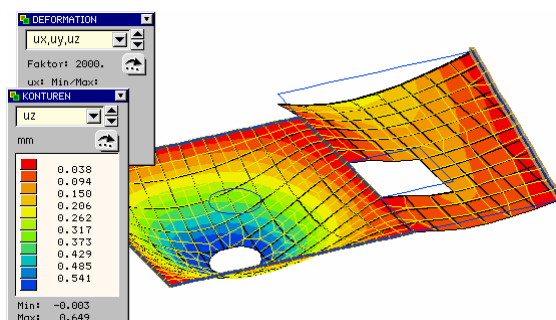 DEFORMATION
ux,uy,uz
Faktor: 2000.
ux: Min/Max:
KONTUREN
uz
mm
0.038
0.094
0.150
0.206
0.262
0.317
0.373
0.429
0.485
0.541
Min: -0.003
Max: 0.649